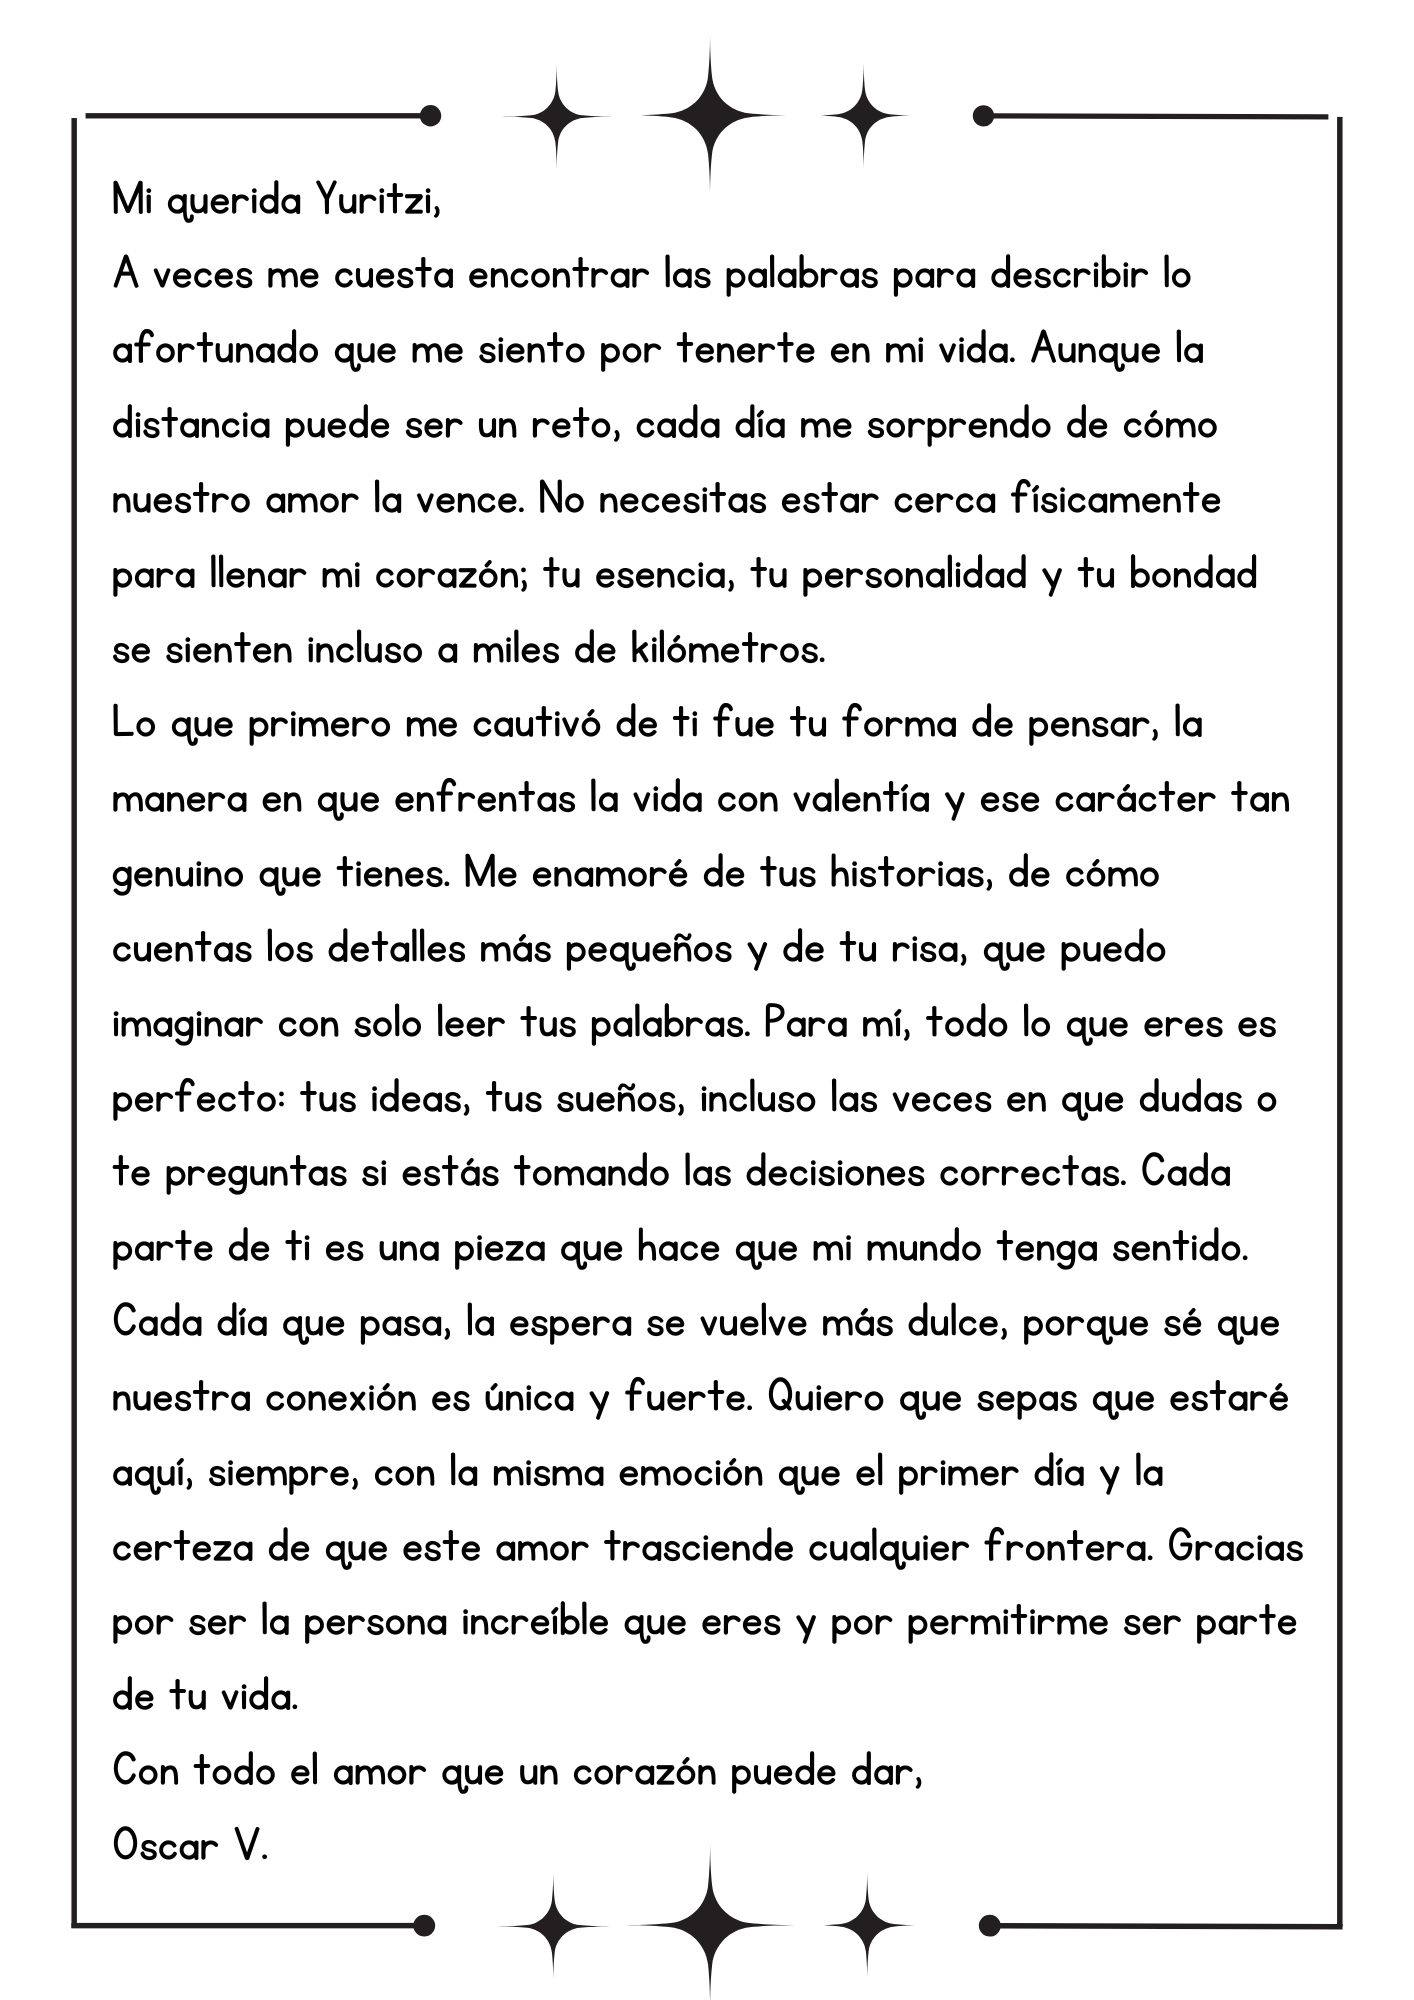 Mi querida Yuritzi,
A veces me cuesta encontrar las palabras para describir lo
afortunado que me siento por tenerte en mi vida. Aunque la
distancia puede ser un reto, cada día me sorprendo de cómo
nuestro amor la vence. No necesitas estar cerca físicamente
para llenar mi corazón; tu esencia, tu personalidad y tu bondad
se sienten incluso a miles de kilómetros.
Lo que primero me cautivó de ti fue tu forma de pensar, la
manera en que enfrentas la vida con valentía y ese carácter tan
genuino que tienes. Me enamoré de tus historias, de cómo
cuentas los detalles más pequeños y de tu risa, que puedo
imaginar con solo leer tus palabras. Para mí, todo lo que eres es
perfecto: tus ideas, tus sueños, incluso las veces en que dudas o
te preguntas si estás tomando las decisiones correctas. Cada
parte de ti es una pieza que hace que mi mundo tenga sentido.
Cada día que pasa, la espera se vuelve más dulce, porque sé que
nuestra conexión es única y fuerte. Quiero que sepas que estaré
aquí, siempre, con la misma emoción que el primer día y la
certeza de que este amor trasciende cualquier frontera. Gracias
por ser la persona increíble que eres y por permitirme ser parte
de tu vida.
Con todo el amor que un corazón puede dar,
Oscar V.